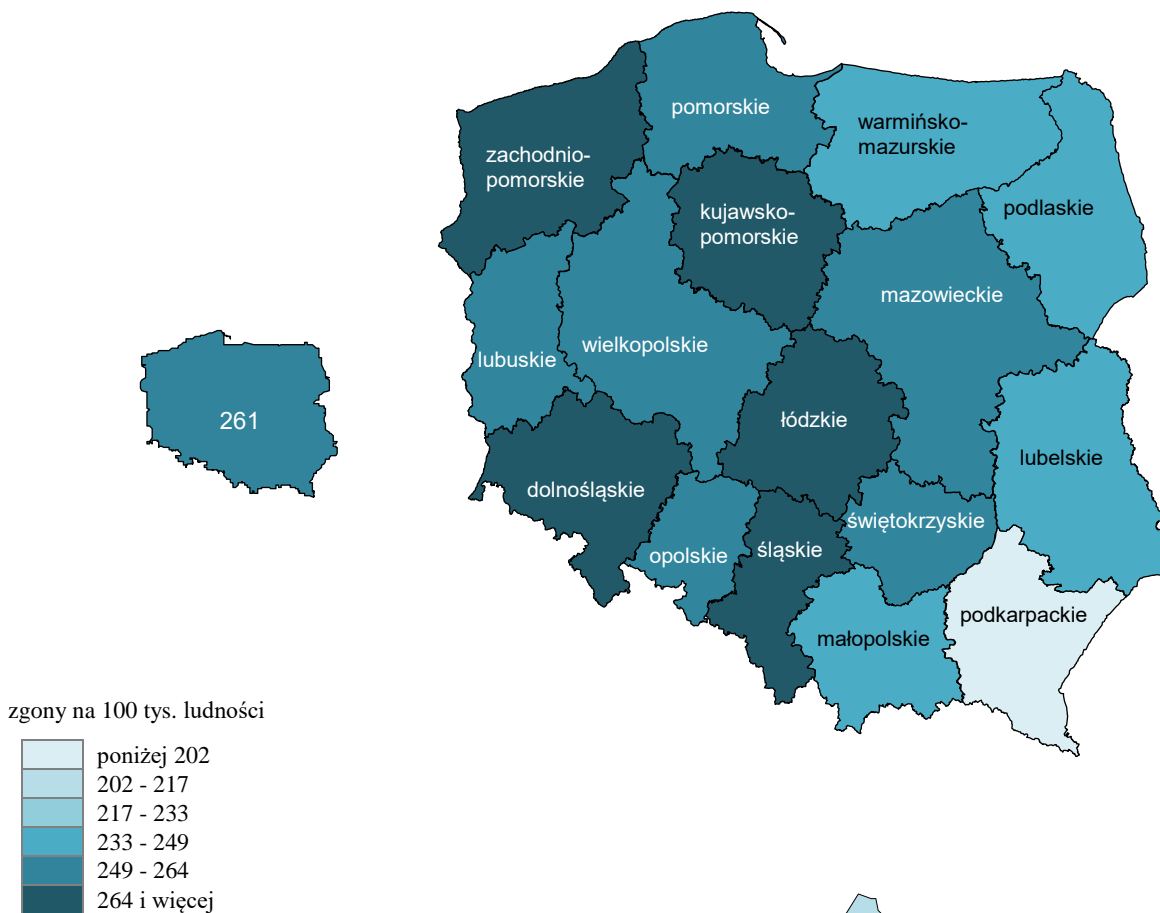 pomorskie
warmińsko-
mazurskie
zachodnio-
pomorskie
kujawsko-
pomorskie
podlaskie
mazowieckie
lubuskie
wielkopolskie
261
łódzkie
lubelskie
dolnośląskie
świętokrzyskie
opolskie
śląskie
podkarpackie
małopolskie
zgony na 100 tys. ludności
poniżej 202
202 - 217
217 - 233
233 - 249
249 - 264
264 i więcej